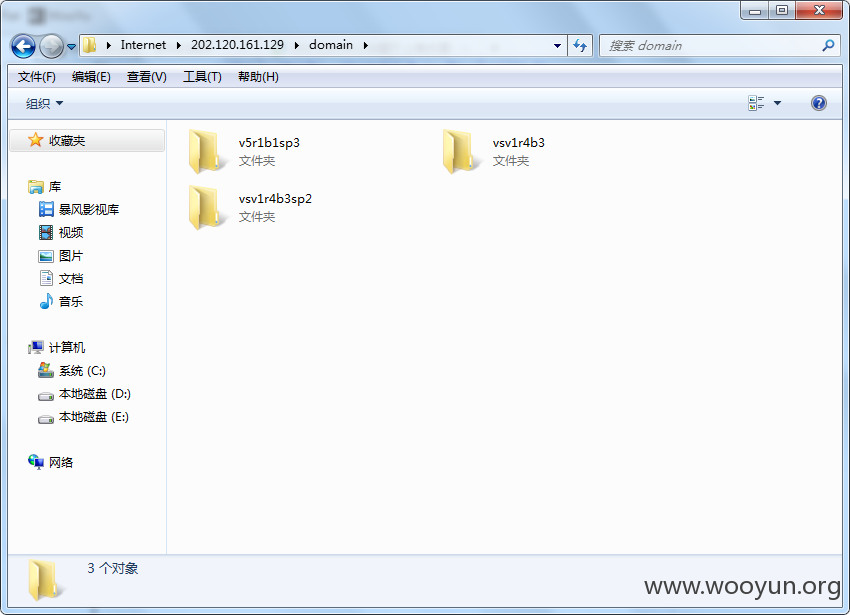 Internet 202.120.161.129 domain
搜索 domain
文件(F) 编辑(E) 查看(V) 工具(T) 帮助(H)
组织
收藏夹
库
暴风影视库
视频
图片
文档
音乐
计算机
系统 (C:)
本地磁盘 (D:)
本地磁盘 (E:)
网络
v5r1b1sp3
文件夹
vsv1r4b3
文件夹
vsv1r4b3sp2
文件夹
3 个对象
www.wooyun.org